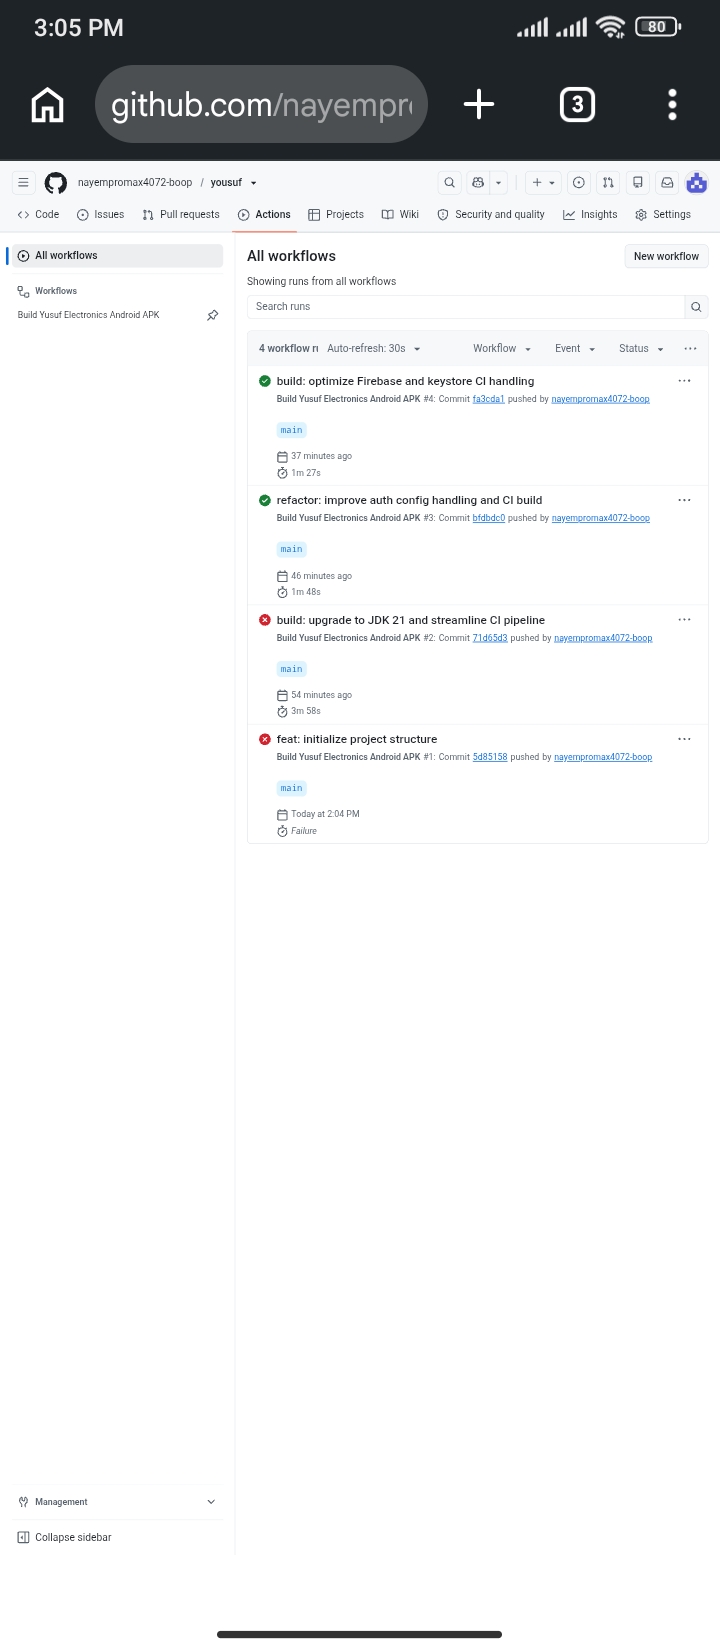 3:05 PM
80
github.com/nayempr
3
nayempromax4072-boop / yousuf
Code Issues Pull requests Actions Projects Wiki Security and quality Insights Settings
All workflows
Workflows
Build Yusuf Electronics Android APK
All workflows
New workflow
Showing runs from all workflows
Search runs
4 workflow ru Auto-refresh: 30s Workflow Event Status
build: optimize Firebase and keystore CI handling
Build Yusuf Electronics Android APK #4: Commit fa3cda1 pushed by nayempromax4072-boop
main
37 minutes ago
1m 27s
refactor: improve auth config handling and CI build
Build Yusuf Electronics Android APK #3: Commit bfdbdc0 pushed by nayempromax4072-boop
main
46 minutes ago
1m 48s
build: upgrade to JDK 21 and streamline CI pipeline
Build Yusuf Electronics Android APK #2: Commit 71d65d3 pushed by nayempromax4072-boop
main
54 minutes ago
3m 58s
feat: initialize project structure
Build Yusuf Electronics Android APK #1: Commit 5d85158 pushed by nayempromax4072-boop
main
Today at 2:04 PM
Failure
Management
Collapse sidebar